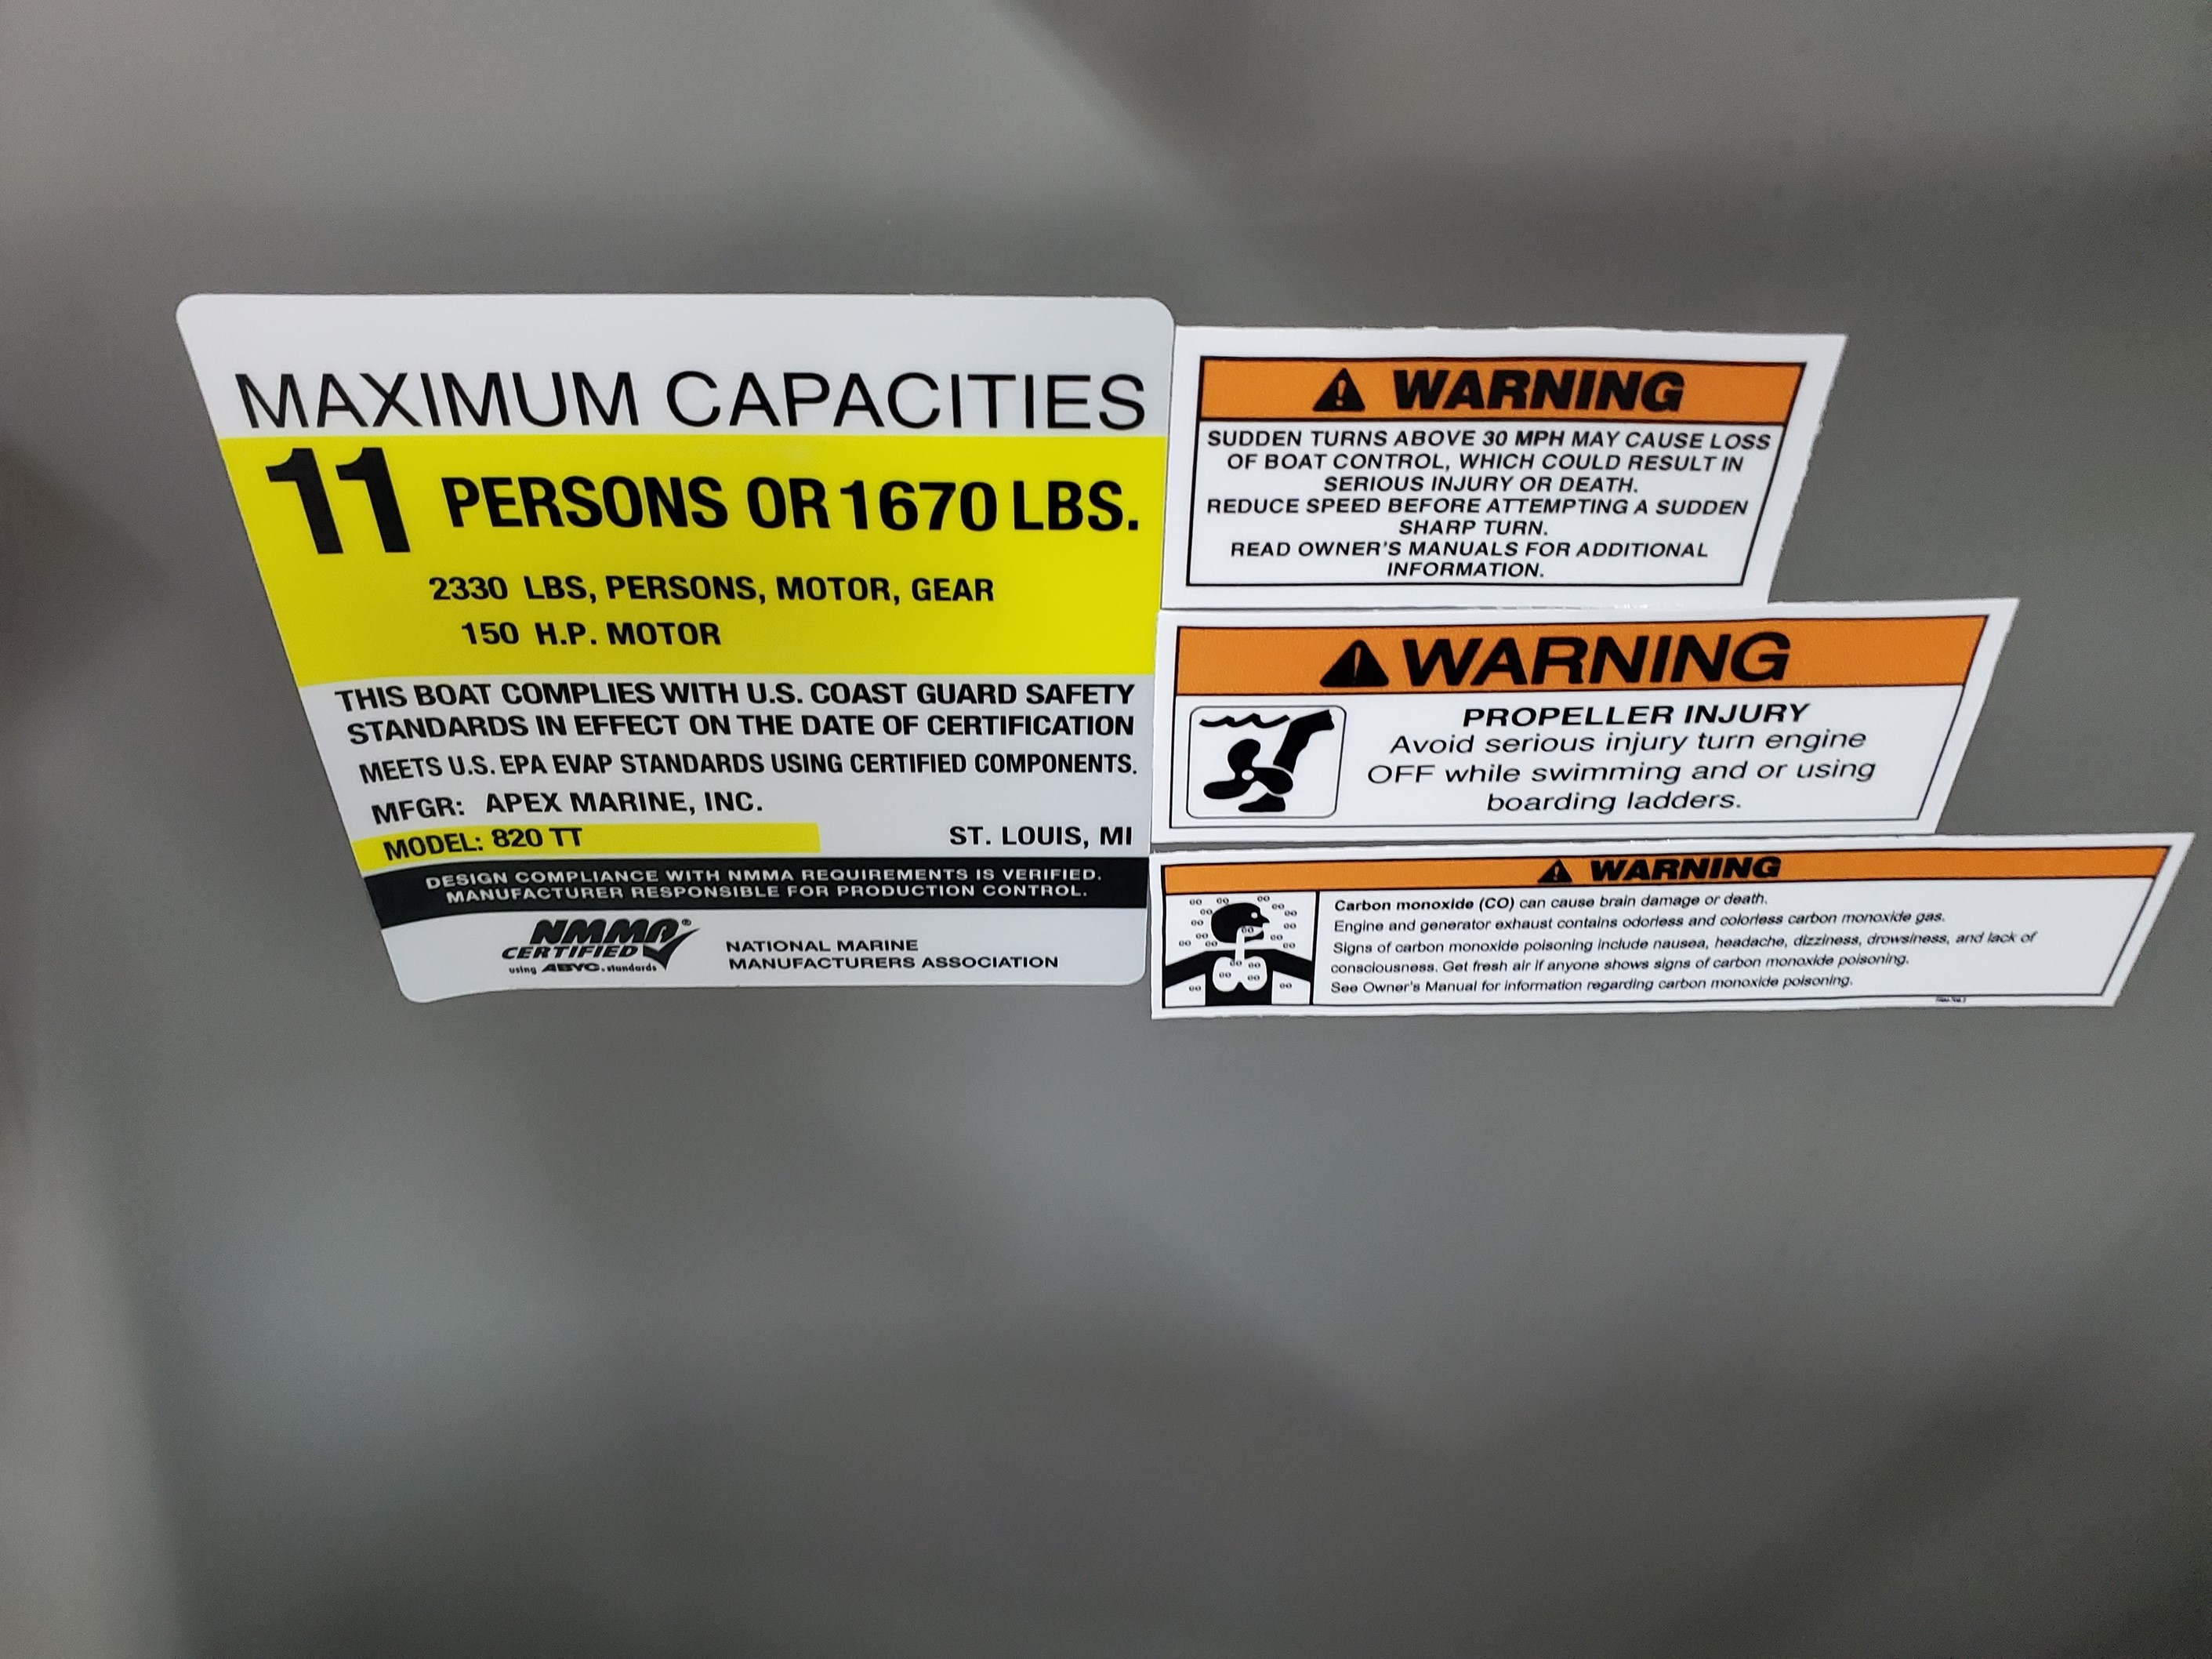 MAXIMUM CAPACITIES
11 PERSONS OR 1670 LBS.
2330 LBS, PERSONS, MOTOR, GEAR
150 H.P. MOTOR
THIS BOAT COMPLIES WITH U.S. COAST GUARD SAFETY
STANDARDS IN EFFECT ON THE DATE OF CERTIFICATION
MEETS U.S. EPA EVAP STANDARDS USING CERTIFIED COMPONENTS.
MFGR: APEX MARINE, INC.
MODEL: 820 TT ST. LOUIS, MI
DESIGN COMPLIANCE WITH NMMA REQUIREMENTS IS VERIFIED.
MANUFACTURER RESPONSIBLE FOR PRODUCTION CONTROL.
NMMA®
CERTIFIED
using ABYC. standards
NATIONAL MARINE
MANUFACTURERS ASSOCIATION
WARNING
SUDDEN TURNS ABOVE 30 MPH MAY CAUSE LOSS
OF BOAT CONTROL, WHICH COULD RESULT IN
SERIOUS INJURY OR DEATH.
REDUCE SPEED BEFORE ATTEMPTING A SUDDEN
SHARP TURN.
READ OWNER'S MANUALS FOR ADDITIONAL
INFORMATION.
WARNING
PROPELLER INJURY
Avoid serious injury turn engine
OFF while swimming and or using
boarding ladders.
WARNING
Carbon monoxide (CO) can cause brain damage or death.
Engine and generator exhaust contains odorless and colorless carbon monoxide gas.
Signs of carbon monoxide poisoning include nausea, headache, dizziness, drowsiness, and lack of
consciousness. Get fresh air if anyone shows signs of carbon monoxide poisoning.
See Owner's Manual for information regarding carbon monoxide poisoning.